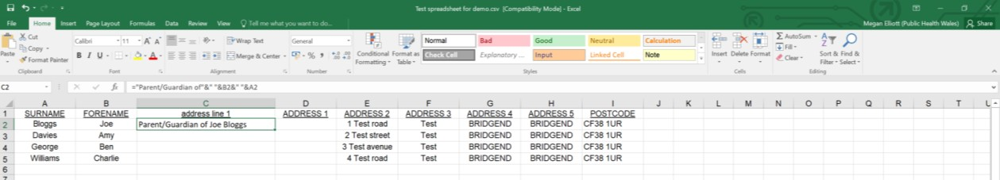 Test spreadsheet for demo.csv [Compatibility Mode] - Excel
File Home Insert Page Layout Formulas Data Review View Tell me what you want to do... Megan Elliott (Public Health Wales) Share
Paste Cut Copy Format Painter Clipboard
Calibri 11 A A B I U A Font
Wrap Text Merge & Center Alignment
General % , Number
Conditional Formatting Format as Table
Normal Bad Good Neutral Calculation
Check Cell Explanatory ... Input Linked Cell Note
Styles
Insert Delete Format Cells
AutoSum Fill Clear Sort & Filter Find & Select Editing
C2 fx ="Parent/Guardian of"&" "&B2&" "&A2
A B C D E F G H I J K L M N O P Q R S T U
1 SURNAME FORENAME address line 1 ADDRESS 1 ADDRESS 2 ADDRESS 3 ADDRESS 4 ADDRESS 5 POSTCODE
2 Bloggs Joe Parent/Guardian of Joe Bloggs 1 Test road Test BRIDGEND BRIDGEND CF38 1UR
3 Davies Amy 2 Test street Test BRIDGEND BRIDGEND CF38 1UR
4 George Ben 3 Test avenue Test BRIDGEND BRIDGEND CF38 1UR
5 Williams Charlie 4 Test road Test BRIDGEND BRIDGEND CF38 1UR
6
7